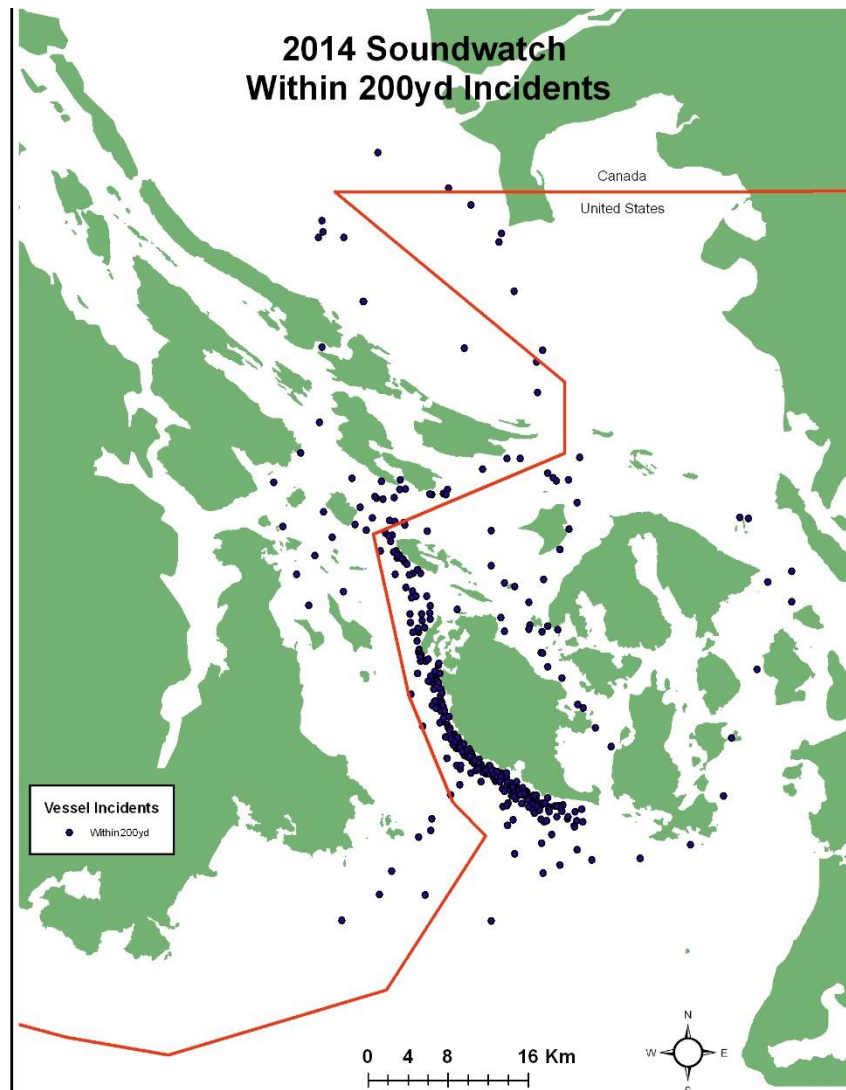 2014 Soundwatch
Within 200yd Incidents
Canada
United States
Vessel Incidents
Within200yd
N
W E
S
0 4 8 16 Km